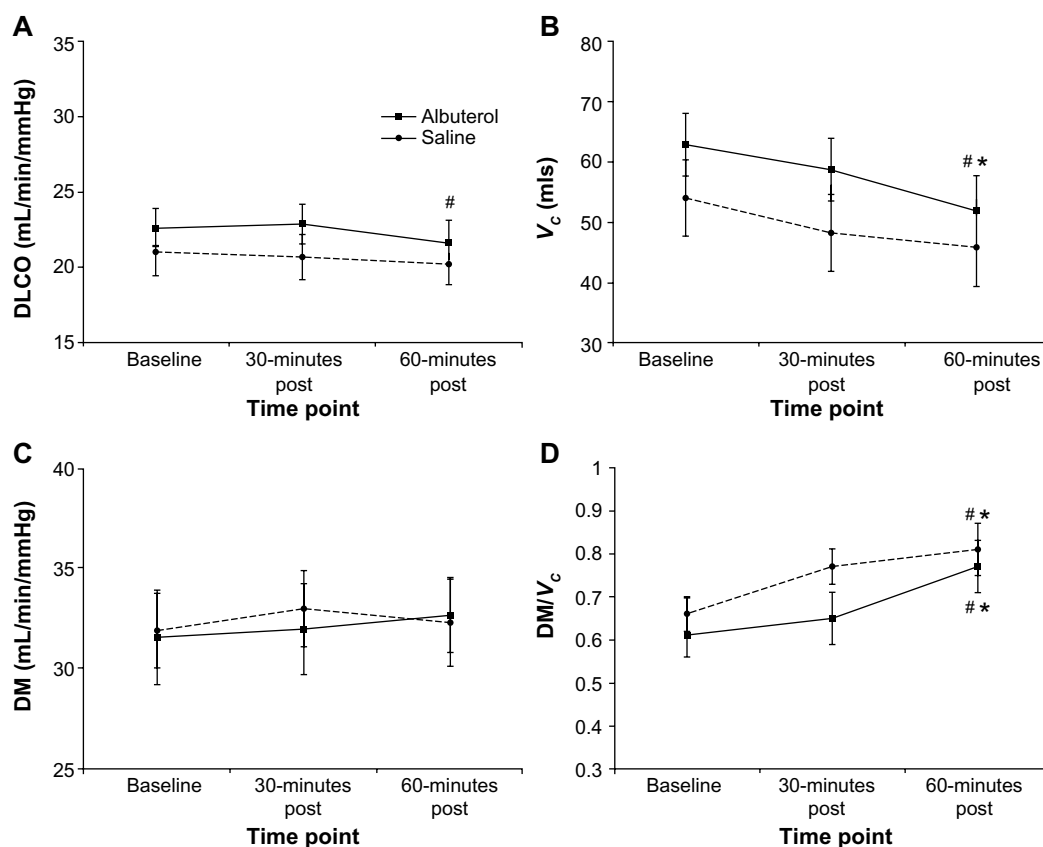 A
DLCO (mL/min/mmHg)
35
30
25
20
15
Albuterol
Saline
#
Baseline
30-minutes
post
60-minutes
post
Time point
B
V_C (mls)
80
70
60
50
40
30
# *
Baseline
30-minutes
post
60-minutes
post
Time point
C
DM (mL/min/mmHg)
40
35
30
25
Baseline
30-minutes
post
60-minutes
post
Time point
D
DM/V_C
1
0.9
0.8
0.7
0.6
0.5
0.4
0.3
# *
# *
Baseline
30-minutes
post
60-minutes
post
Time point